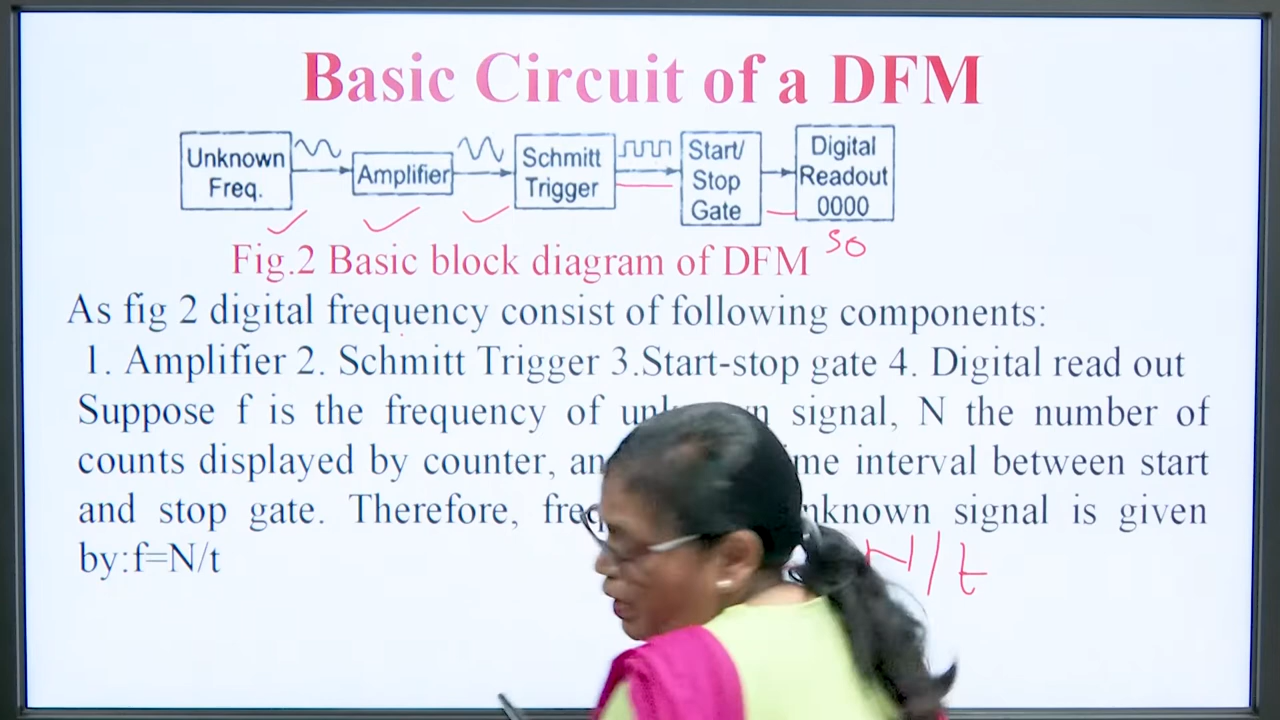 Basic Circuit of a DFM
Unknown Freq.
Amplifier
Schmitt Trigger
Start/ Stop Gate
Digital Readout 0000
50
Fig.2 Basic block diagram of DFM
As fig 2 digital frequency consist of following components:
1. Amplifier 2. Schmitt Trigger 3.Start-stop gate 4. Digital read out
Suppose f is the frequency of signal, N the number of
counts displayed by counter, interval between start
and stop gate. Therefore, signal is given
by:f=N/t
N/t